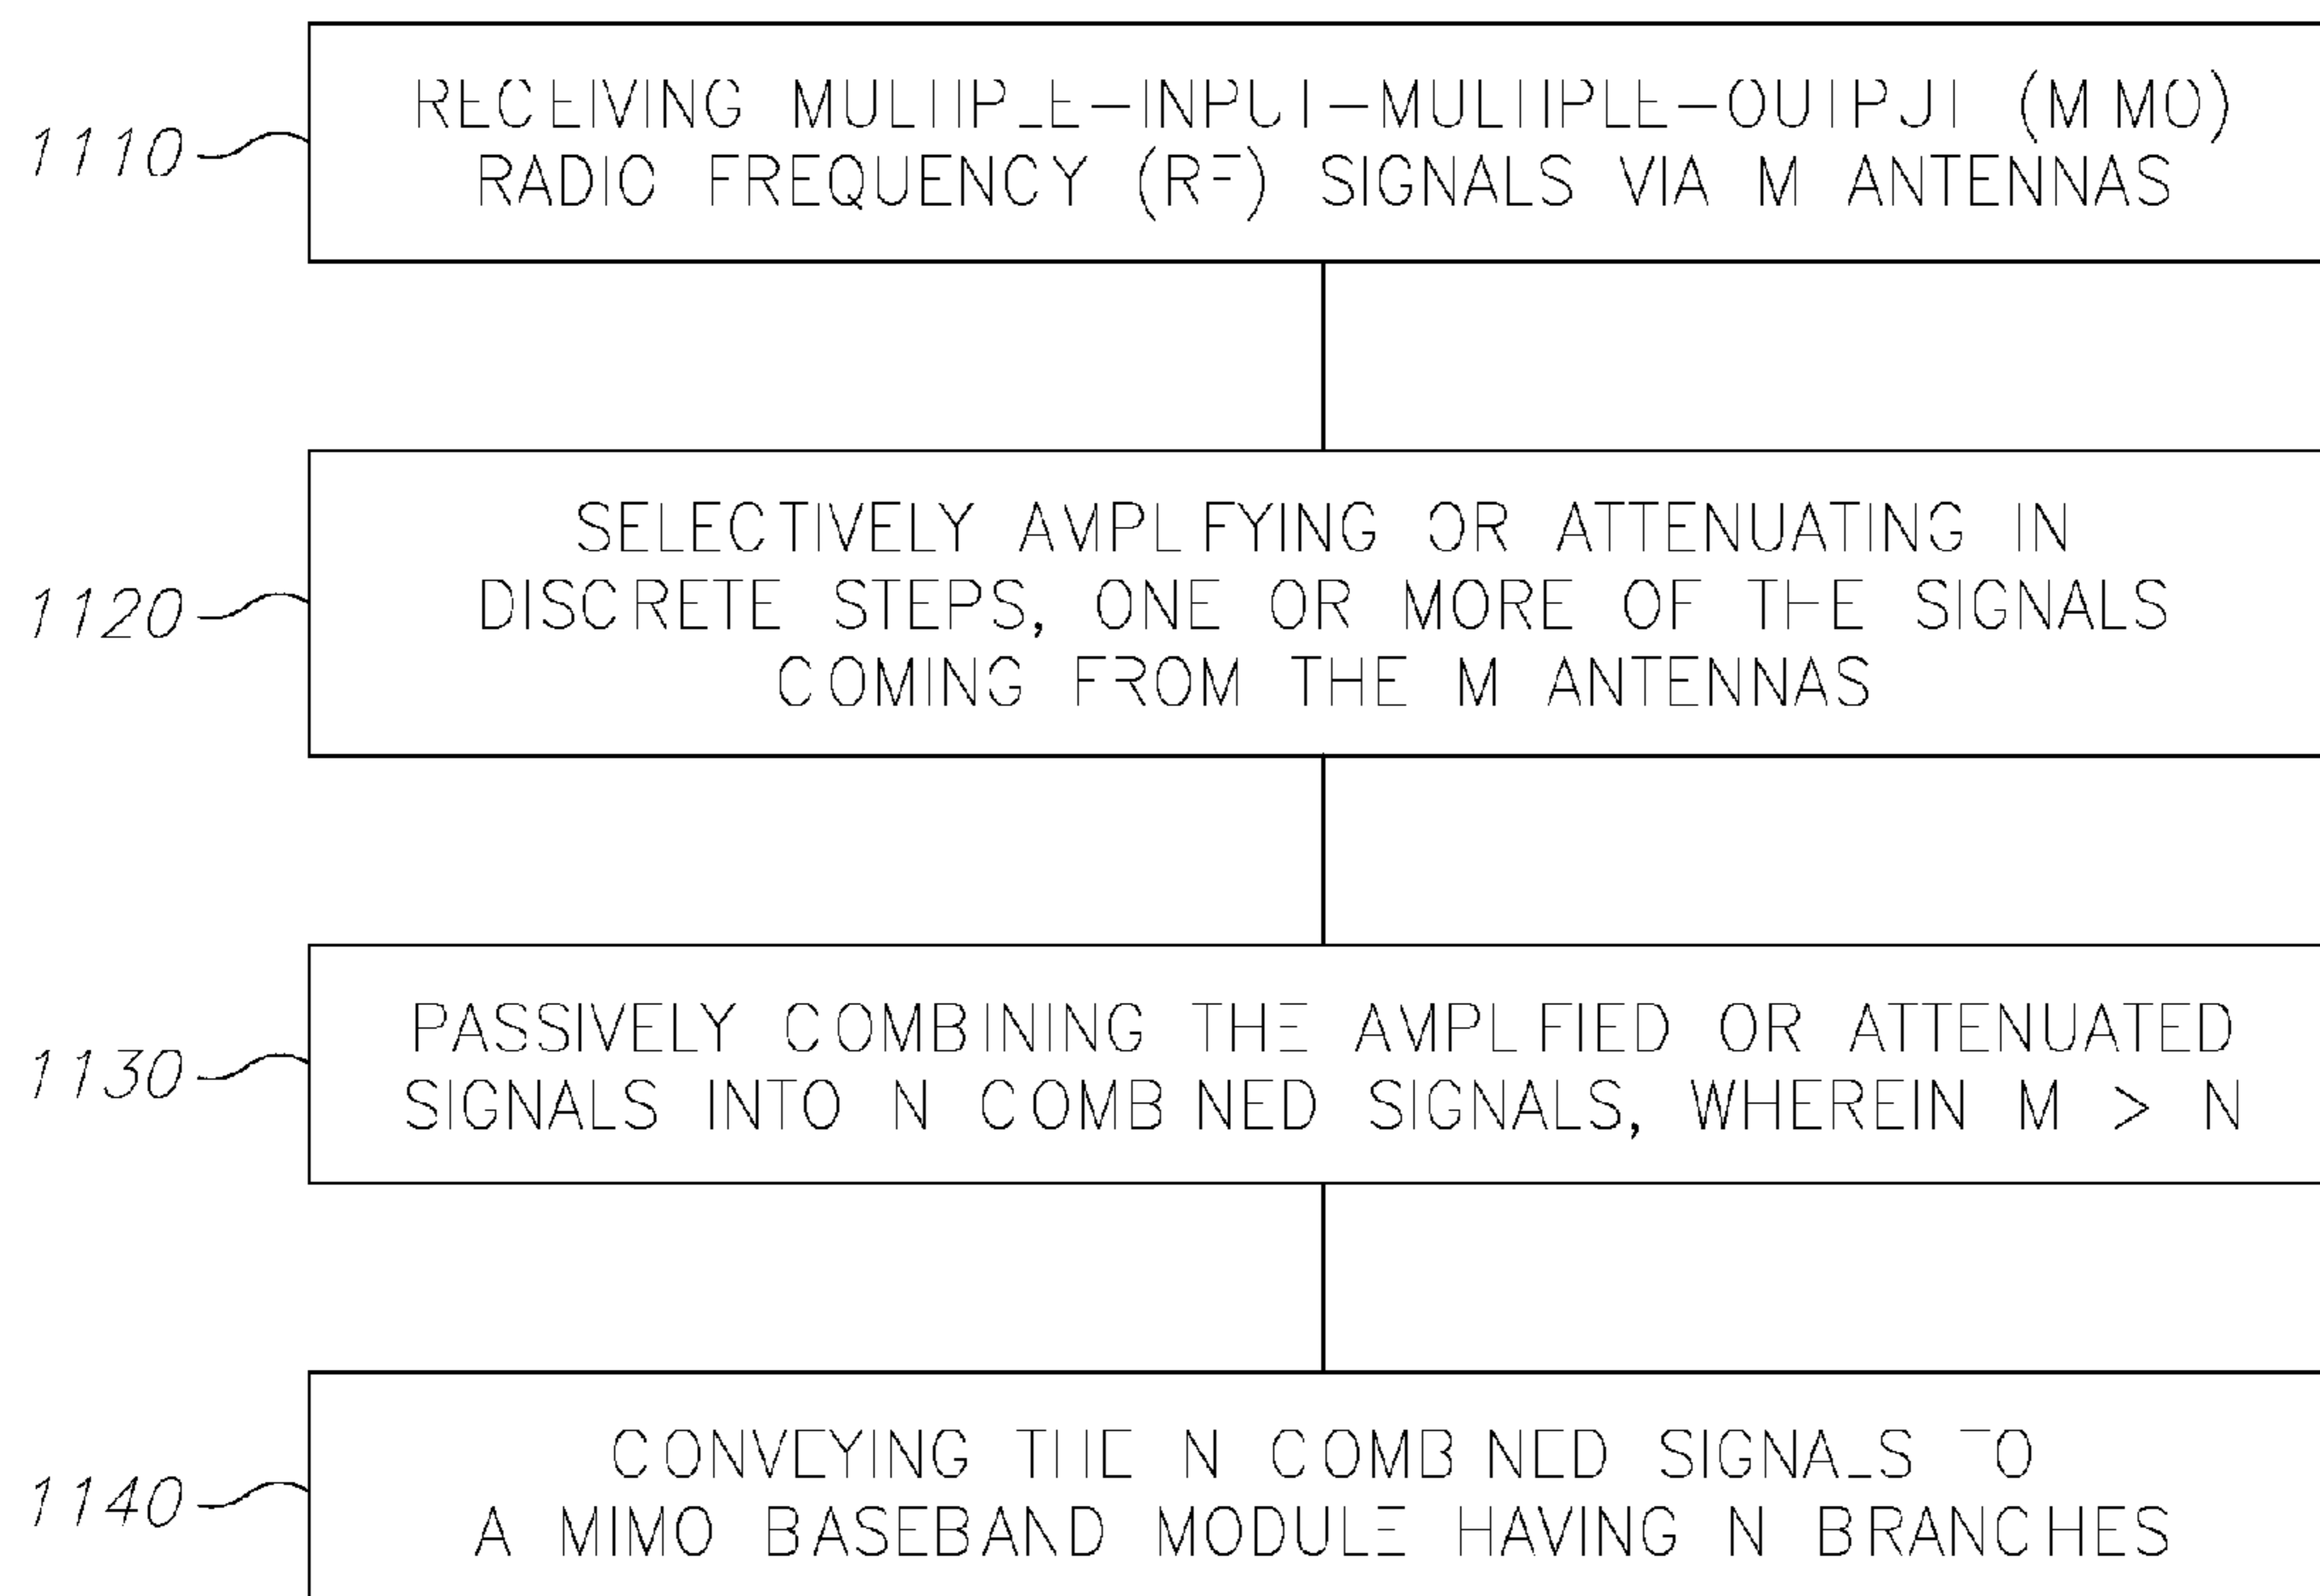 1110
RECEIVING MULTIPLE-INPUT-MULTIPLE-OUTPUT (MIMO)
RADIO FREQUENCY (RF) SIGNALS VIA M ANTENNAS
1120
SELECTIVELY AMPLIFYING OR ATTENUATING IN
DISCRETE STEPS, ONE OR MORE OF THE SIGNALS
COMING FROM THE M ANTENNAS
1130
PASSIVELY COMBINING THE AMPLIFIED OR ATTENUATED
SIGNALS INTO N COMBINED SIGNALS, WHEREIN M > N
1140
CONVEYING THE N COMBINED SIGNALS TO
A MIMO BASEBAND MODULE HAVING N BRANCHES